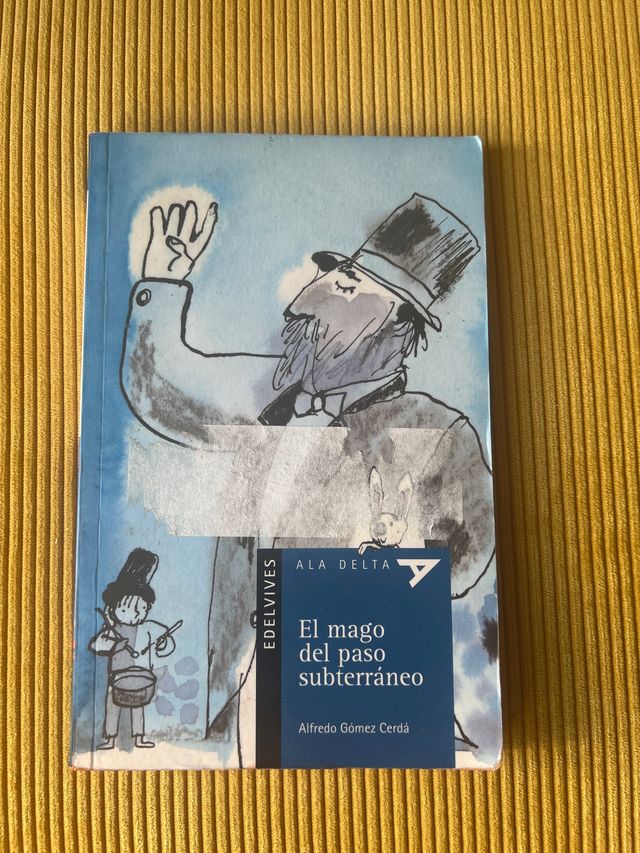 EDELVIVES
ALA DELTA
El mago
del paso
subterráneo
Alfredo Gómez Cerdá